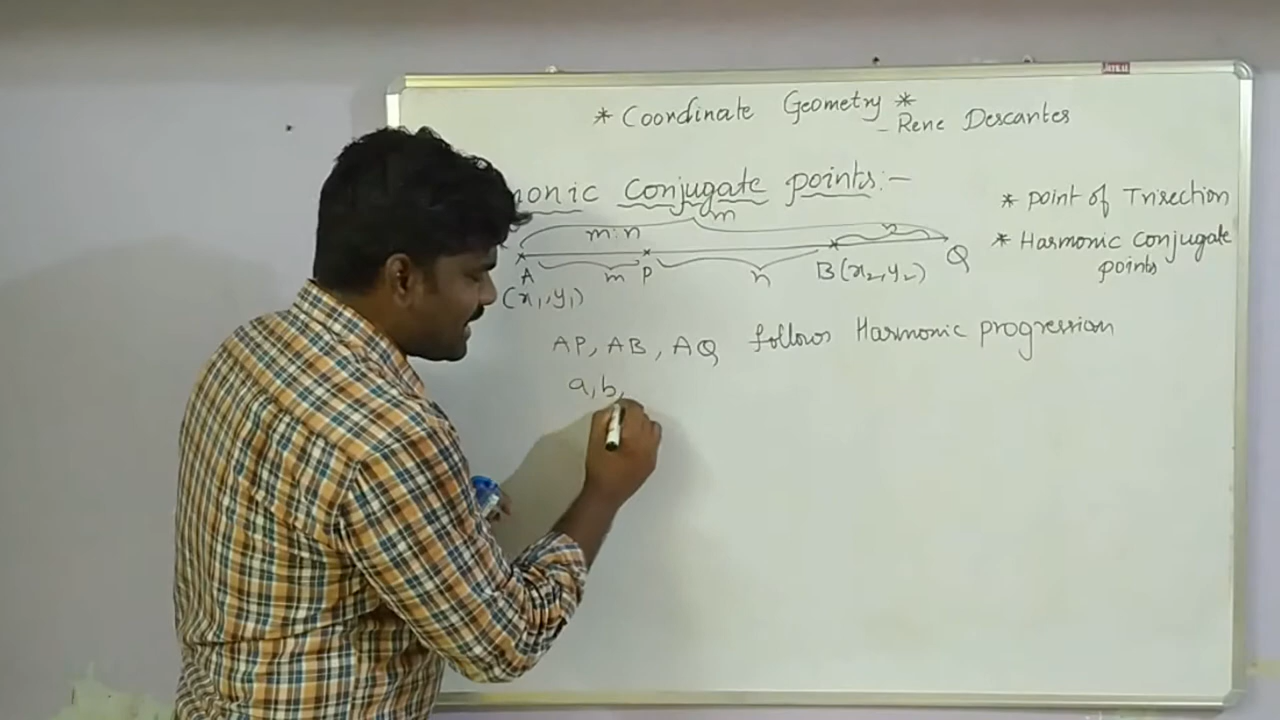 * Coordinate Geometry *
- Rene Descartes
monic Conjugate points:-
* point of Trisection
* Harmonic Conjugate
points
m
m:n
n
A
m
P
n
B(x₂,y₂)
Q
(x₁,y₁)
AP, AB, AQ follows Harmonic progression
a,b,